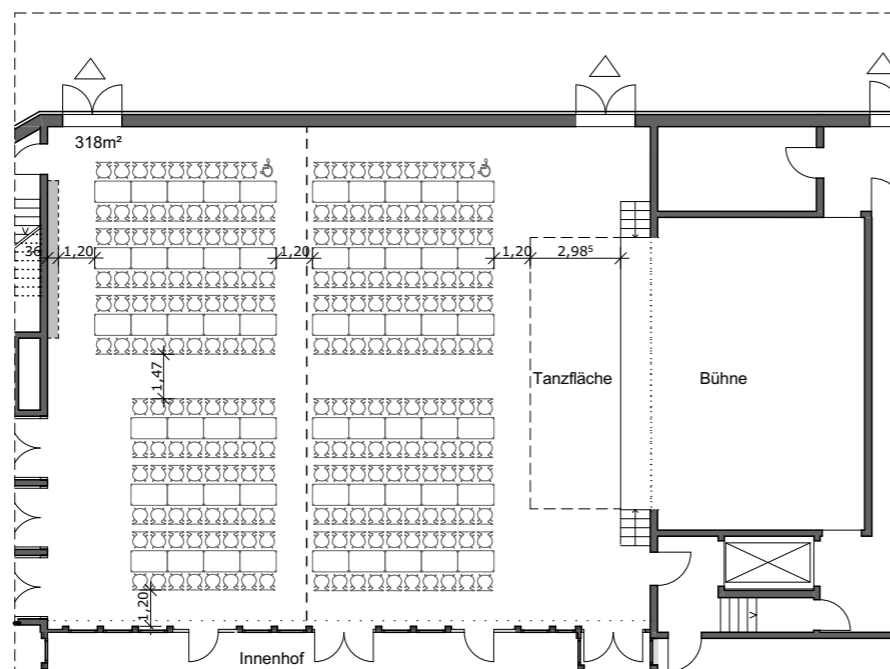 318m²
36
1,20
1,20
1,20
2,98⁵
1,47
Tanzfläche
Bühne
1,20
Innenhof